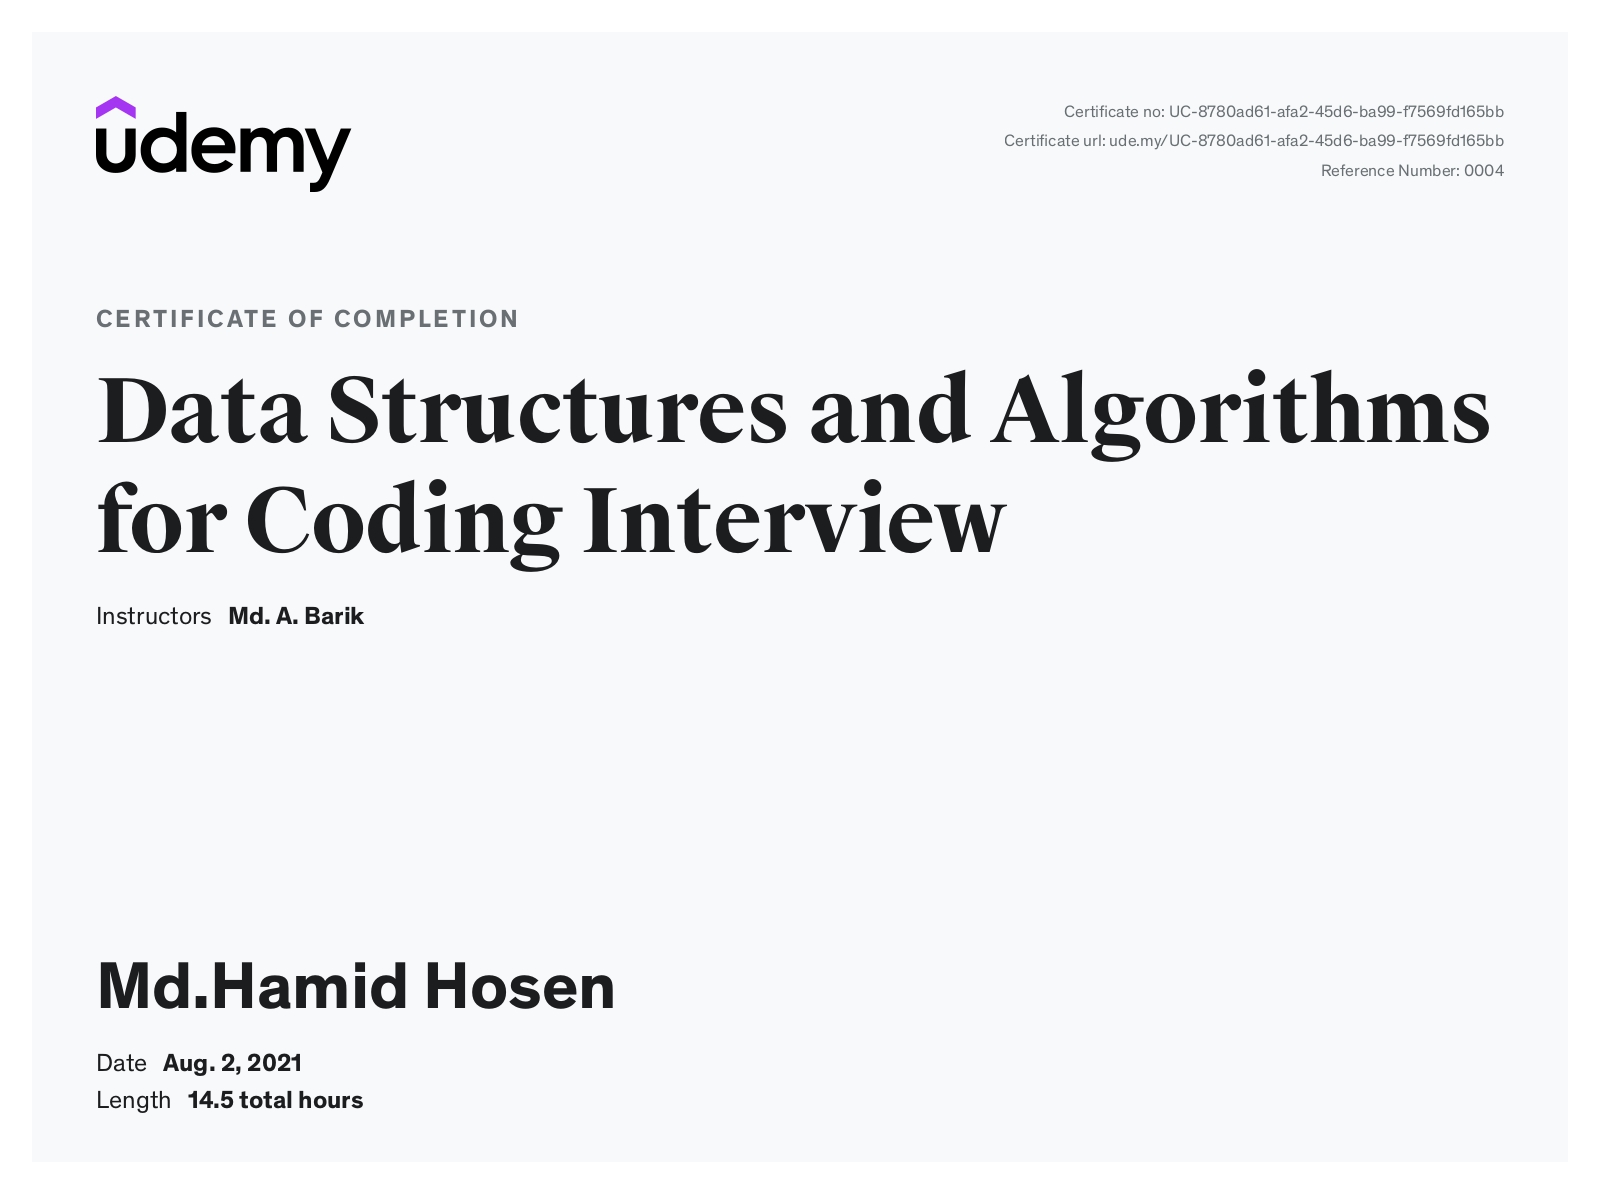 udemy
Certificate no: UC-8780ad61-afa2-45d6-ba99-f7569fd165bb
Certificate url: ude.my/UC-8780ad61-afa2-45d6-ba99-f7569fd165bb
Reference Number: 0004
CERTIFICATE OF COMPLETION
Data Structures and Algorithms
for Coding Interview
Instructors Md. A. Barik
Md.Hamid Hosen
Date Aug. 2, 2021
Length 14.5 total hours